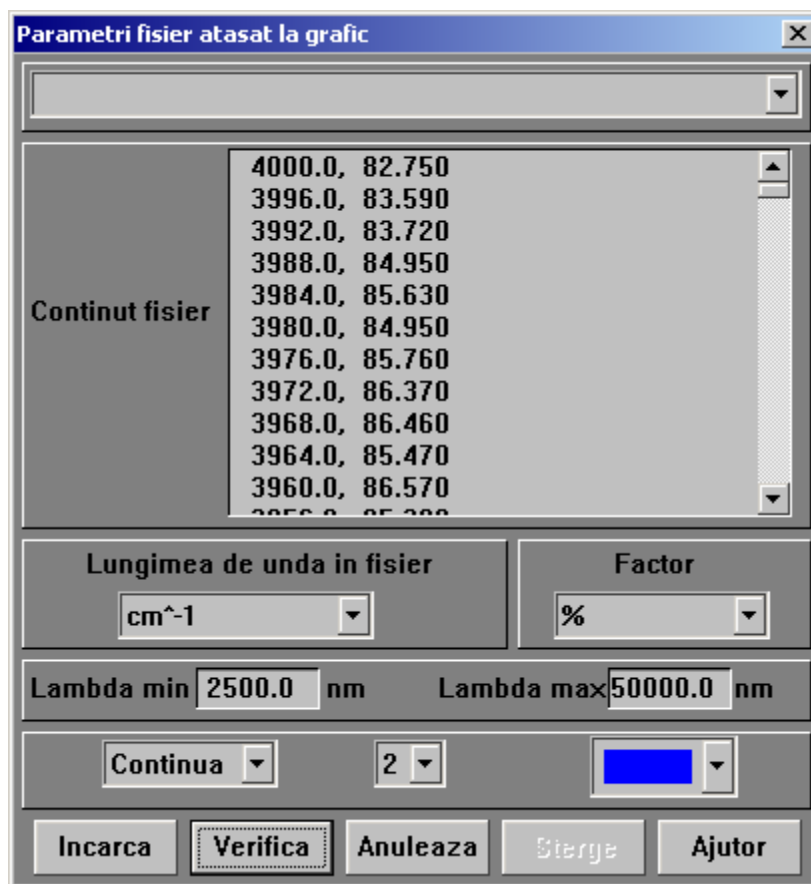 Parametri fisier atasat la grafic
Continut fisier
4000.0, 82.750
3996.0, 83.590
3992.0, 83.720
3988.0, 84.950
3984.0, 85.630
3980.0, 84.950
3976.0, 85.760
3972.0, 86.370
3968.0, 86.460
3964.0, 85.470
3960.0, 86.570
Lungimea de unda in fisier
Factor
cm^-1
%
Lambda min 2500.0 nm Lambda max 50000.0 nm
Continua 2
Incarca Verifica Anuleaza Sterge Ajutor